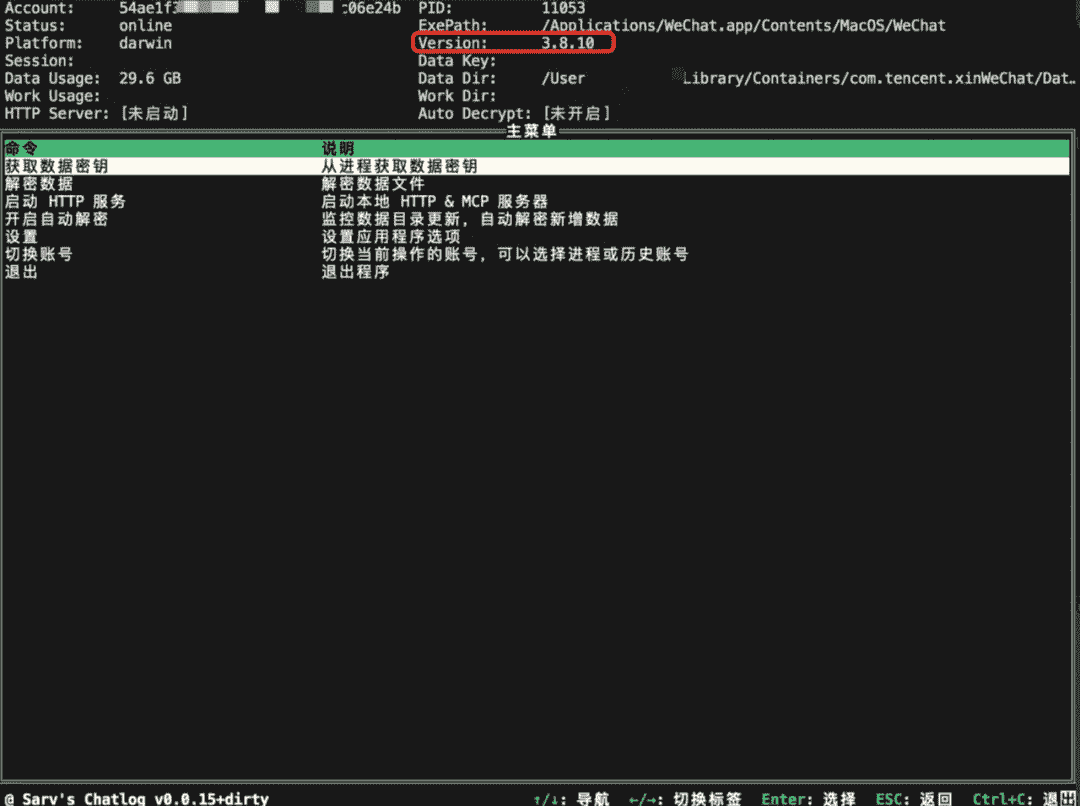 Account: 54ae1f3 :06e24b PID: 11053
Status: online ExePath: /Applications/WeChat.app/Contents/MacOS/WeChat
Platform: darwin Version: 3.8.10
Session: Data Key:
Data Usage: 29.6 GB Data Dir: /User Library/Containers/com.tencent.xinWeChat/Dat…
Work Usage: Work Dir:
HTTP Server: [未启动] Auto Decrypt: [未开启]
主菜单
命令 说明
获取数据密钥 从进程获取数据密钥
解密数据 解密数据文件
启动 HTTP 服务 启动本地 HTTP & MCP 服务器
开启自动解密 监控数据目录更新，自动解密新增数据
设置 设置应用程序选项
切换账号 切换当前操作的账号，可以选择进程或历史账号
退出 退出程序
@ Sarv's Chatlog v0.0.15+dirty ↑/↓: 导航 ←/→: 切换标签 Enter: 选择 ESC: 返回 Ctrl+C: 退出